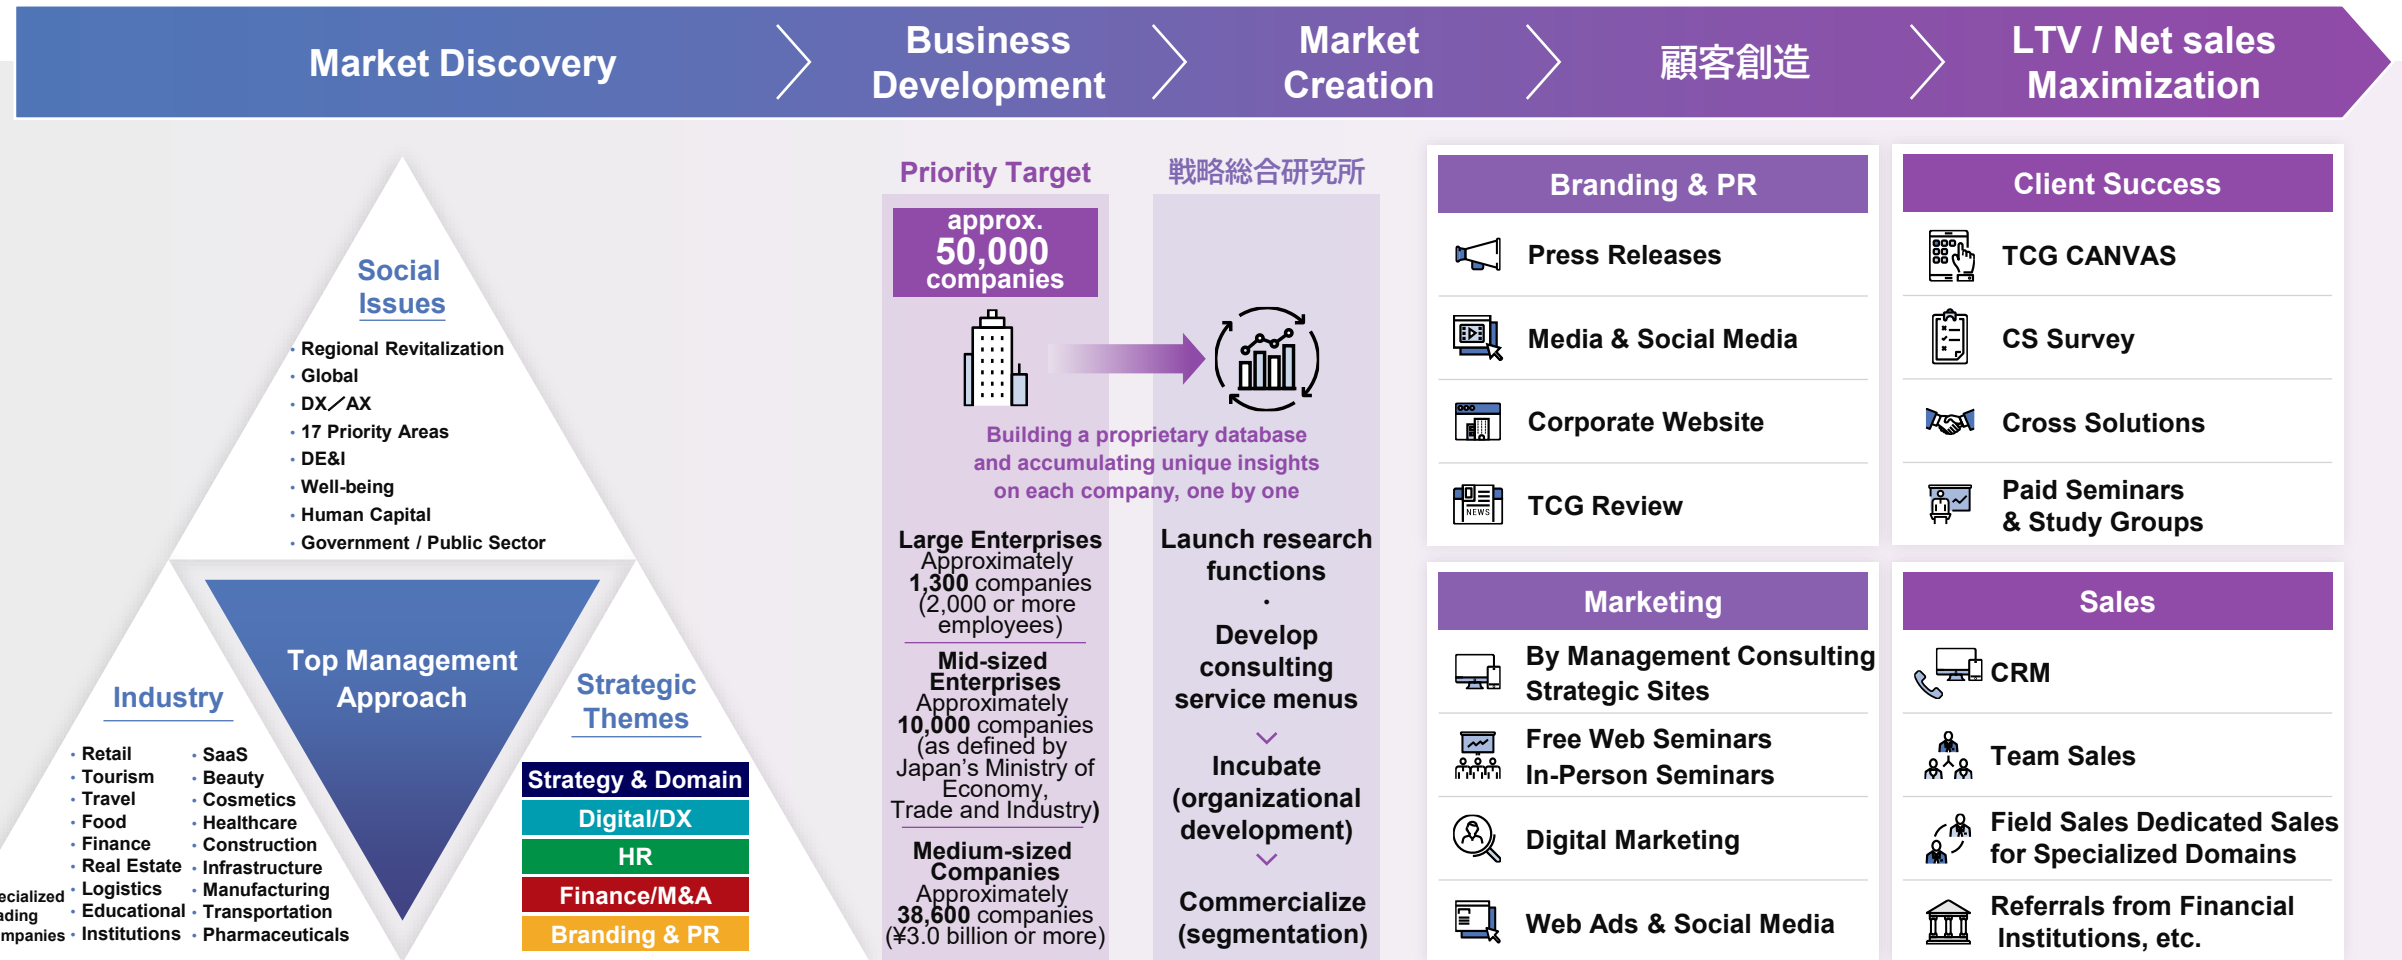 Market Discovery
Business
Development
Market
Creation
顧客創造
LTV / Net sales
Maximization
Social
Issues
・Regional Revitalization
・Global
・DX／AX
・17 Priority Areas
・DE&I
・Well-being
・Human Capital
・Government / Public Sector
Top Management
Approach
Industry
・Retail
・Tourism
・Travel
・Food
・Finance
・Real Estate
・Logistics
・Educational
・Institutions
・SaaS
・Beauty
・Cosmetics
・Healthcare
・Construction
・Infrastructure
・Manufacturing
・Transportation
・Pharmaceuticals
Strategic
Themes
Strategy & Domain
Digital/DX
HR
Finance/M&A
Branding & PR
Priority Target
approx.
50,000
companies
戦略総合研究所
Building a proprietary database
and accumulating unique insights
on each company, one by one
Large Enterprises
Approximately
1,300 companies
(2,000 or more
employees)
Mid-sized
Enterprises
Approximately
10,000 companies
(as defined by
Japan's Ministry of
Economy,
Trade and Industry)
Medium-sized
Companies
Approximately
38,600 companies
(¥3.0 billion or more)
Launch research
functions
・
Develop
consulting
service menus
Incubate
(organizational
development)
Commercialize
(segmentation)
Branding & PR
Press Releases
Media & Social Media
Corporate Website
NEWS
TCG Review
Marketing
By Management Consulting
Strategic Sites
Free Web Seminars
In-Person Seminars
Digital Marketing
Web Ads & Social Media
Client Success
TCG CANVAS
CS Survey
Cross Solutions
Paid Seminars
& Study Groups
Sales
CRM
Team Sales
Field Sales Dedicated Sales
for Specialized Domains
Referrals from Financial
Institutions, etc.